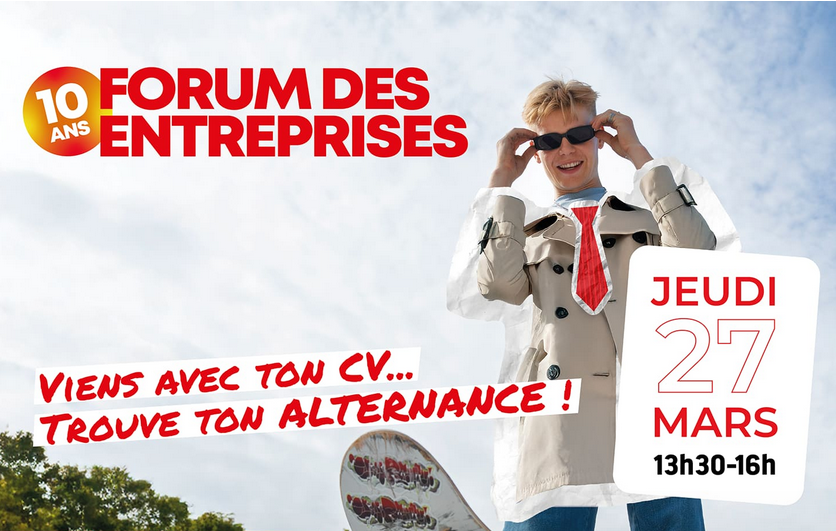 10
ANS
FORUM DES
ENTREPRISES
VIENS AVEC TON CV...
TROUVE TON ALTERNANCE !
JEUDI
27
MARS
13h30-16h